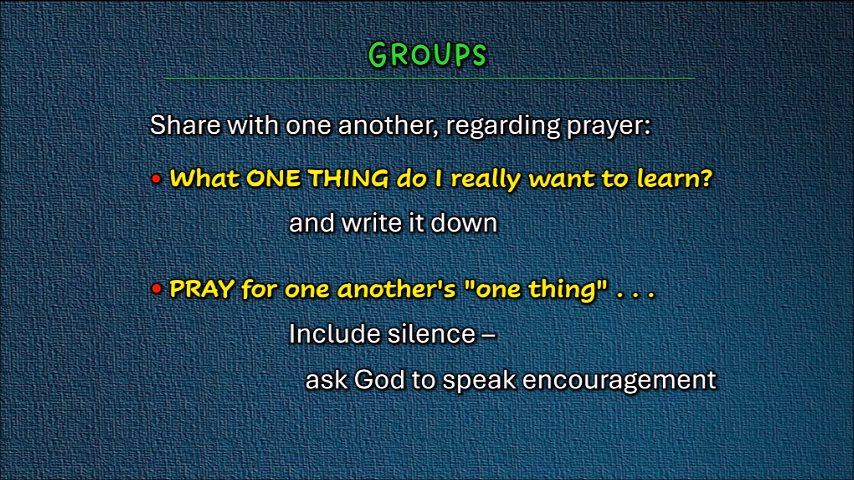 GROUPS
Share with one another, regarding prayer:
• What ONE THING do I really want to learn?
and write it down
• PRAY for one another's "one thing" . . .
Include silence –
ask God to speak encouragement